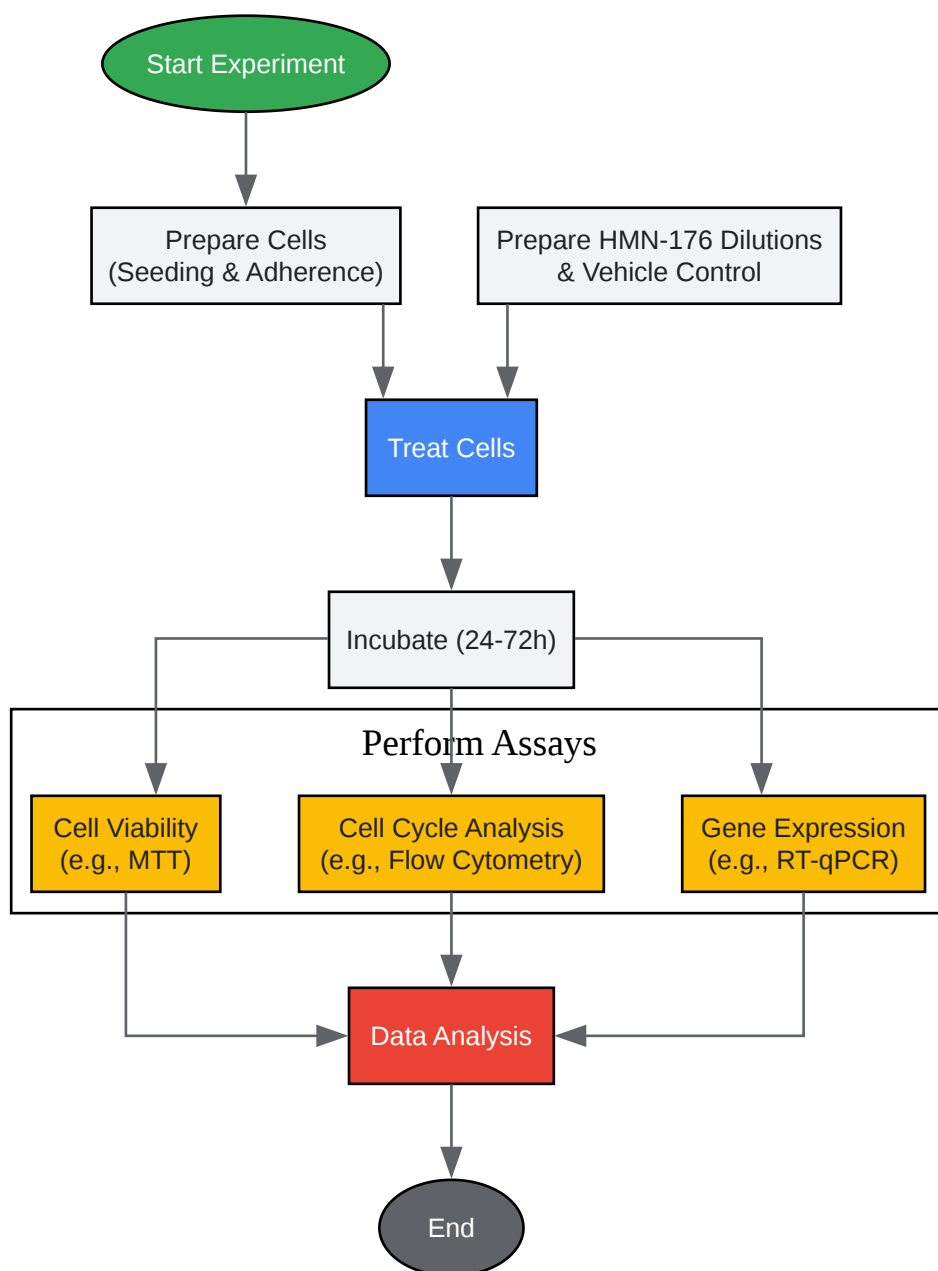 Start Experiment
Prepare Cells
(Seeding & Adherence)
Prepare HMN-176 Dilutions
& Vehicle Control
Treat Cells
Incubate (24-72h)
Perform Assays
Cell Viability
(e.g., MTT)
Cell Cycle Analysis
(e.g., Flow Cytometry)
Gene Expression
(e.g., RT-qPCR)
Data Analysis
End